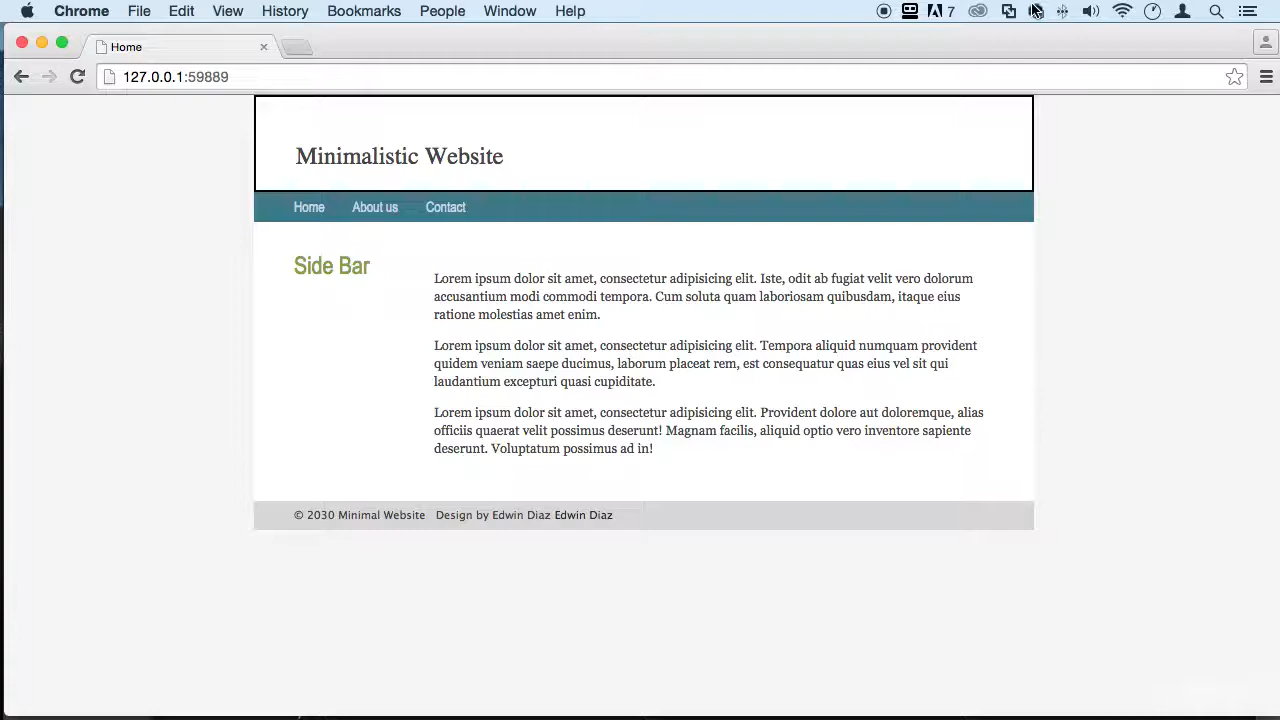 Chrome File Edit View History Bookmarks People Window Help 7
Home
127.0.0.1:59889
Minimalistic Website
Home About us Contact
Side Bar
Lorem ipsum dolor sit amet, consectetur adipisicing elit. Iste, odit ab fugiat velit vero dolorum
accusantium modi commodi tempora. Cum soluta quam laboriosam quibusdam, itaque eius
ratione molestias amet enim.
Lorem ipsum dolor sit amet, consectetur adipisicing elit. Tempora aliquid numquam provident
quidem veniam saepe ducimus, laborum placeat rem, est consequatur quas eius vel sit qui
laudantium excepturi quasi cupiditate.
Lorem ipsum dolor sit amet, consectetur adipisicing elit. Provident dolore aut doloremque, alias
officiis quaerat velit possimus deserunt! Magnam facilis, aliquid optio vero inventore sapiente
deserunt. Voluptatum possimus ad in!
© 2030 Minimal Website Design by Edwin Diaz Edwin Diaz